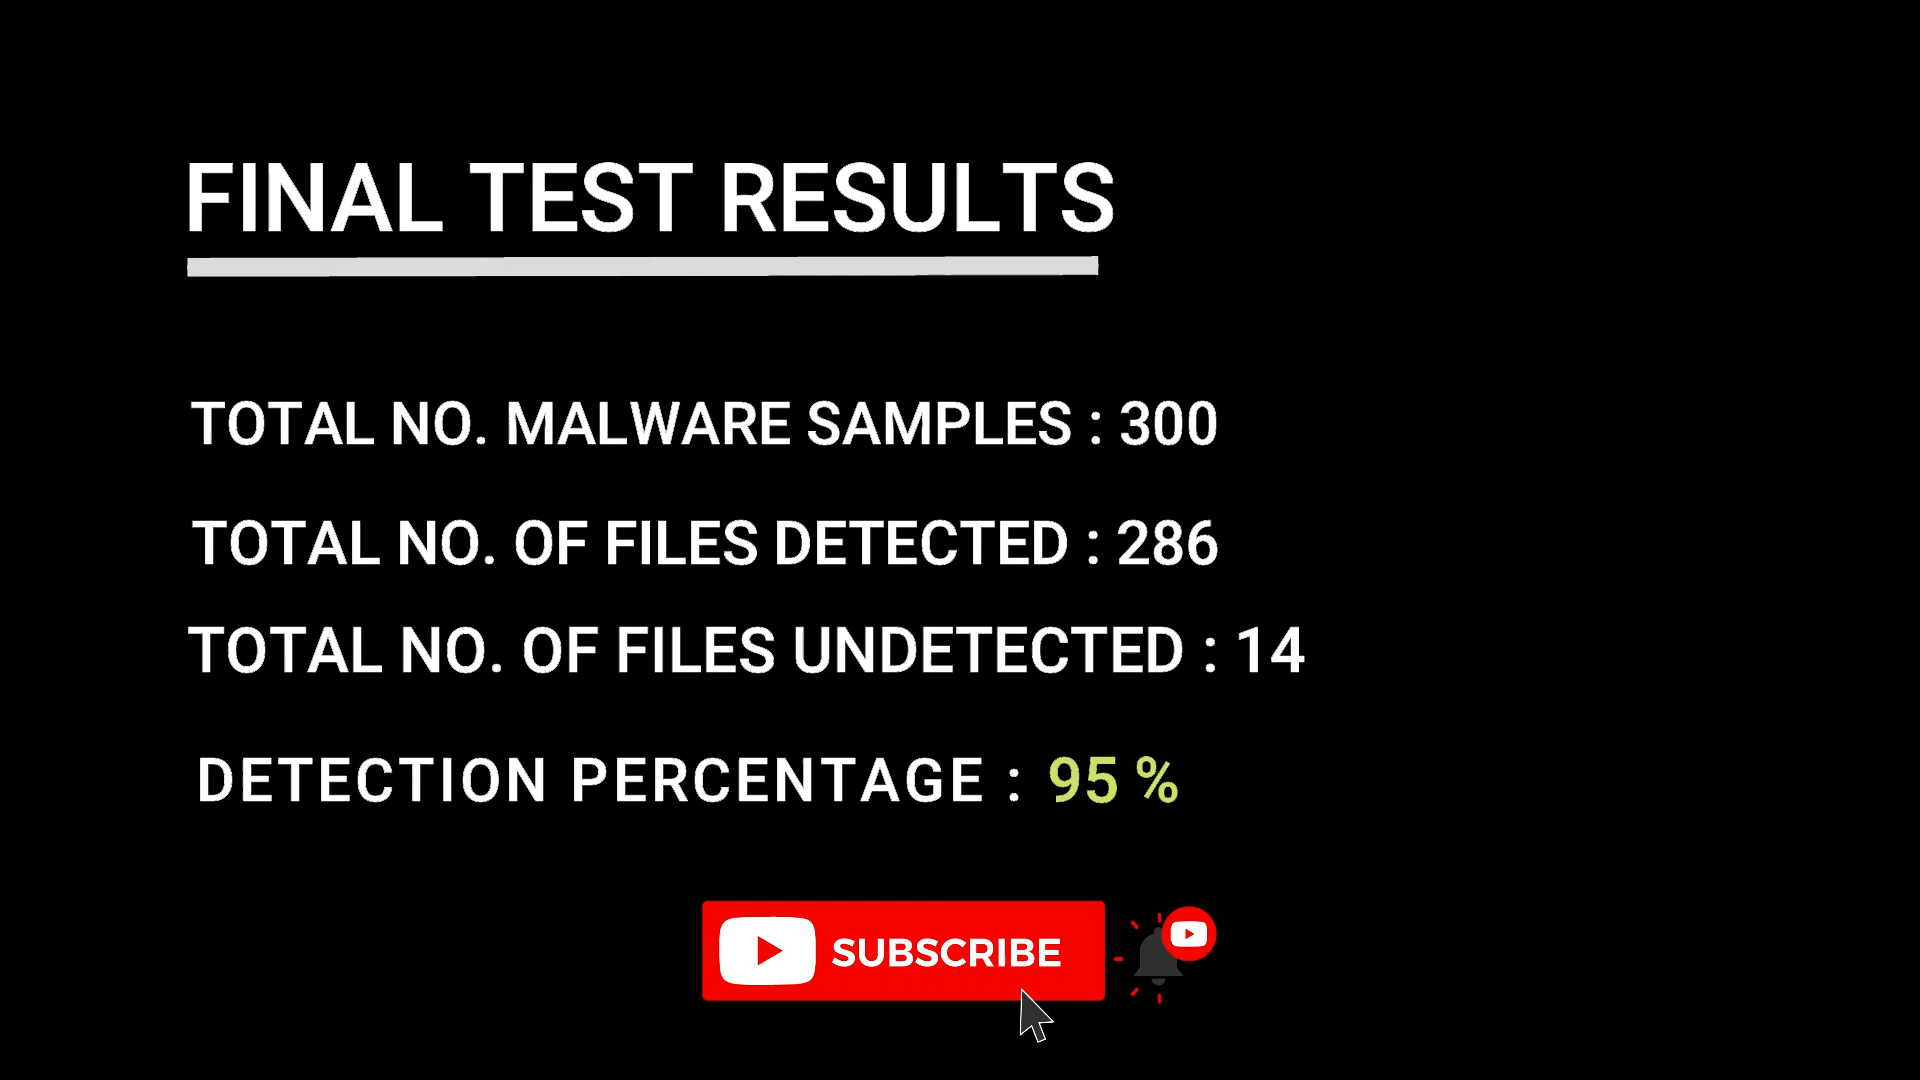 FINAL TEST RESULTS
TOTAL NO. MALWARE SAMPLES : 300
TOTAL NO. OF FILES DETECTED : 286
TOTAL NO. OF FILES UNDETECTED : 14
DETECTION PERCENTAGE : 95 %
SUBSCRIBE